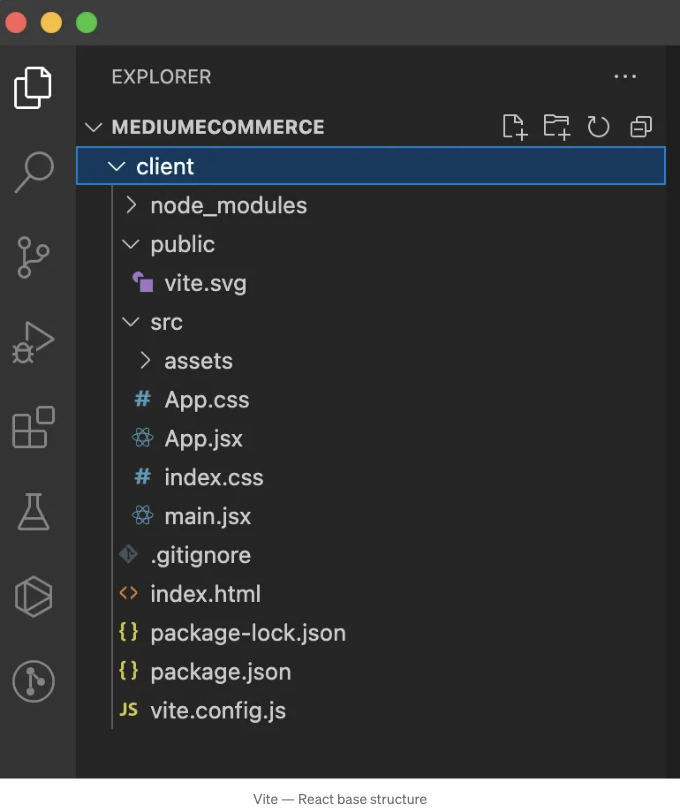 EXPLORER
MEDIUMECOMMERCE
client
node_modules
public
vite.svg
src
assets
# App.css
App.jsx
# index.css
main.jsx
.gitignore
<> index.html
{} package-lock.json
{} package.json
JS vite.config.js
Vite — React base structure